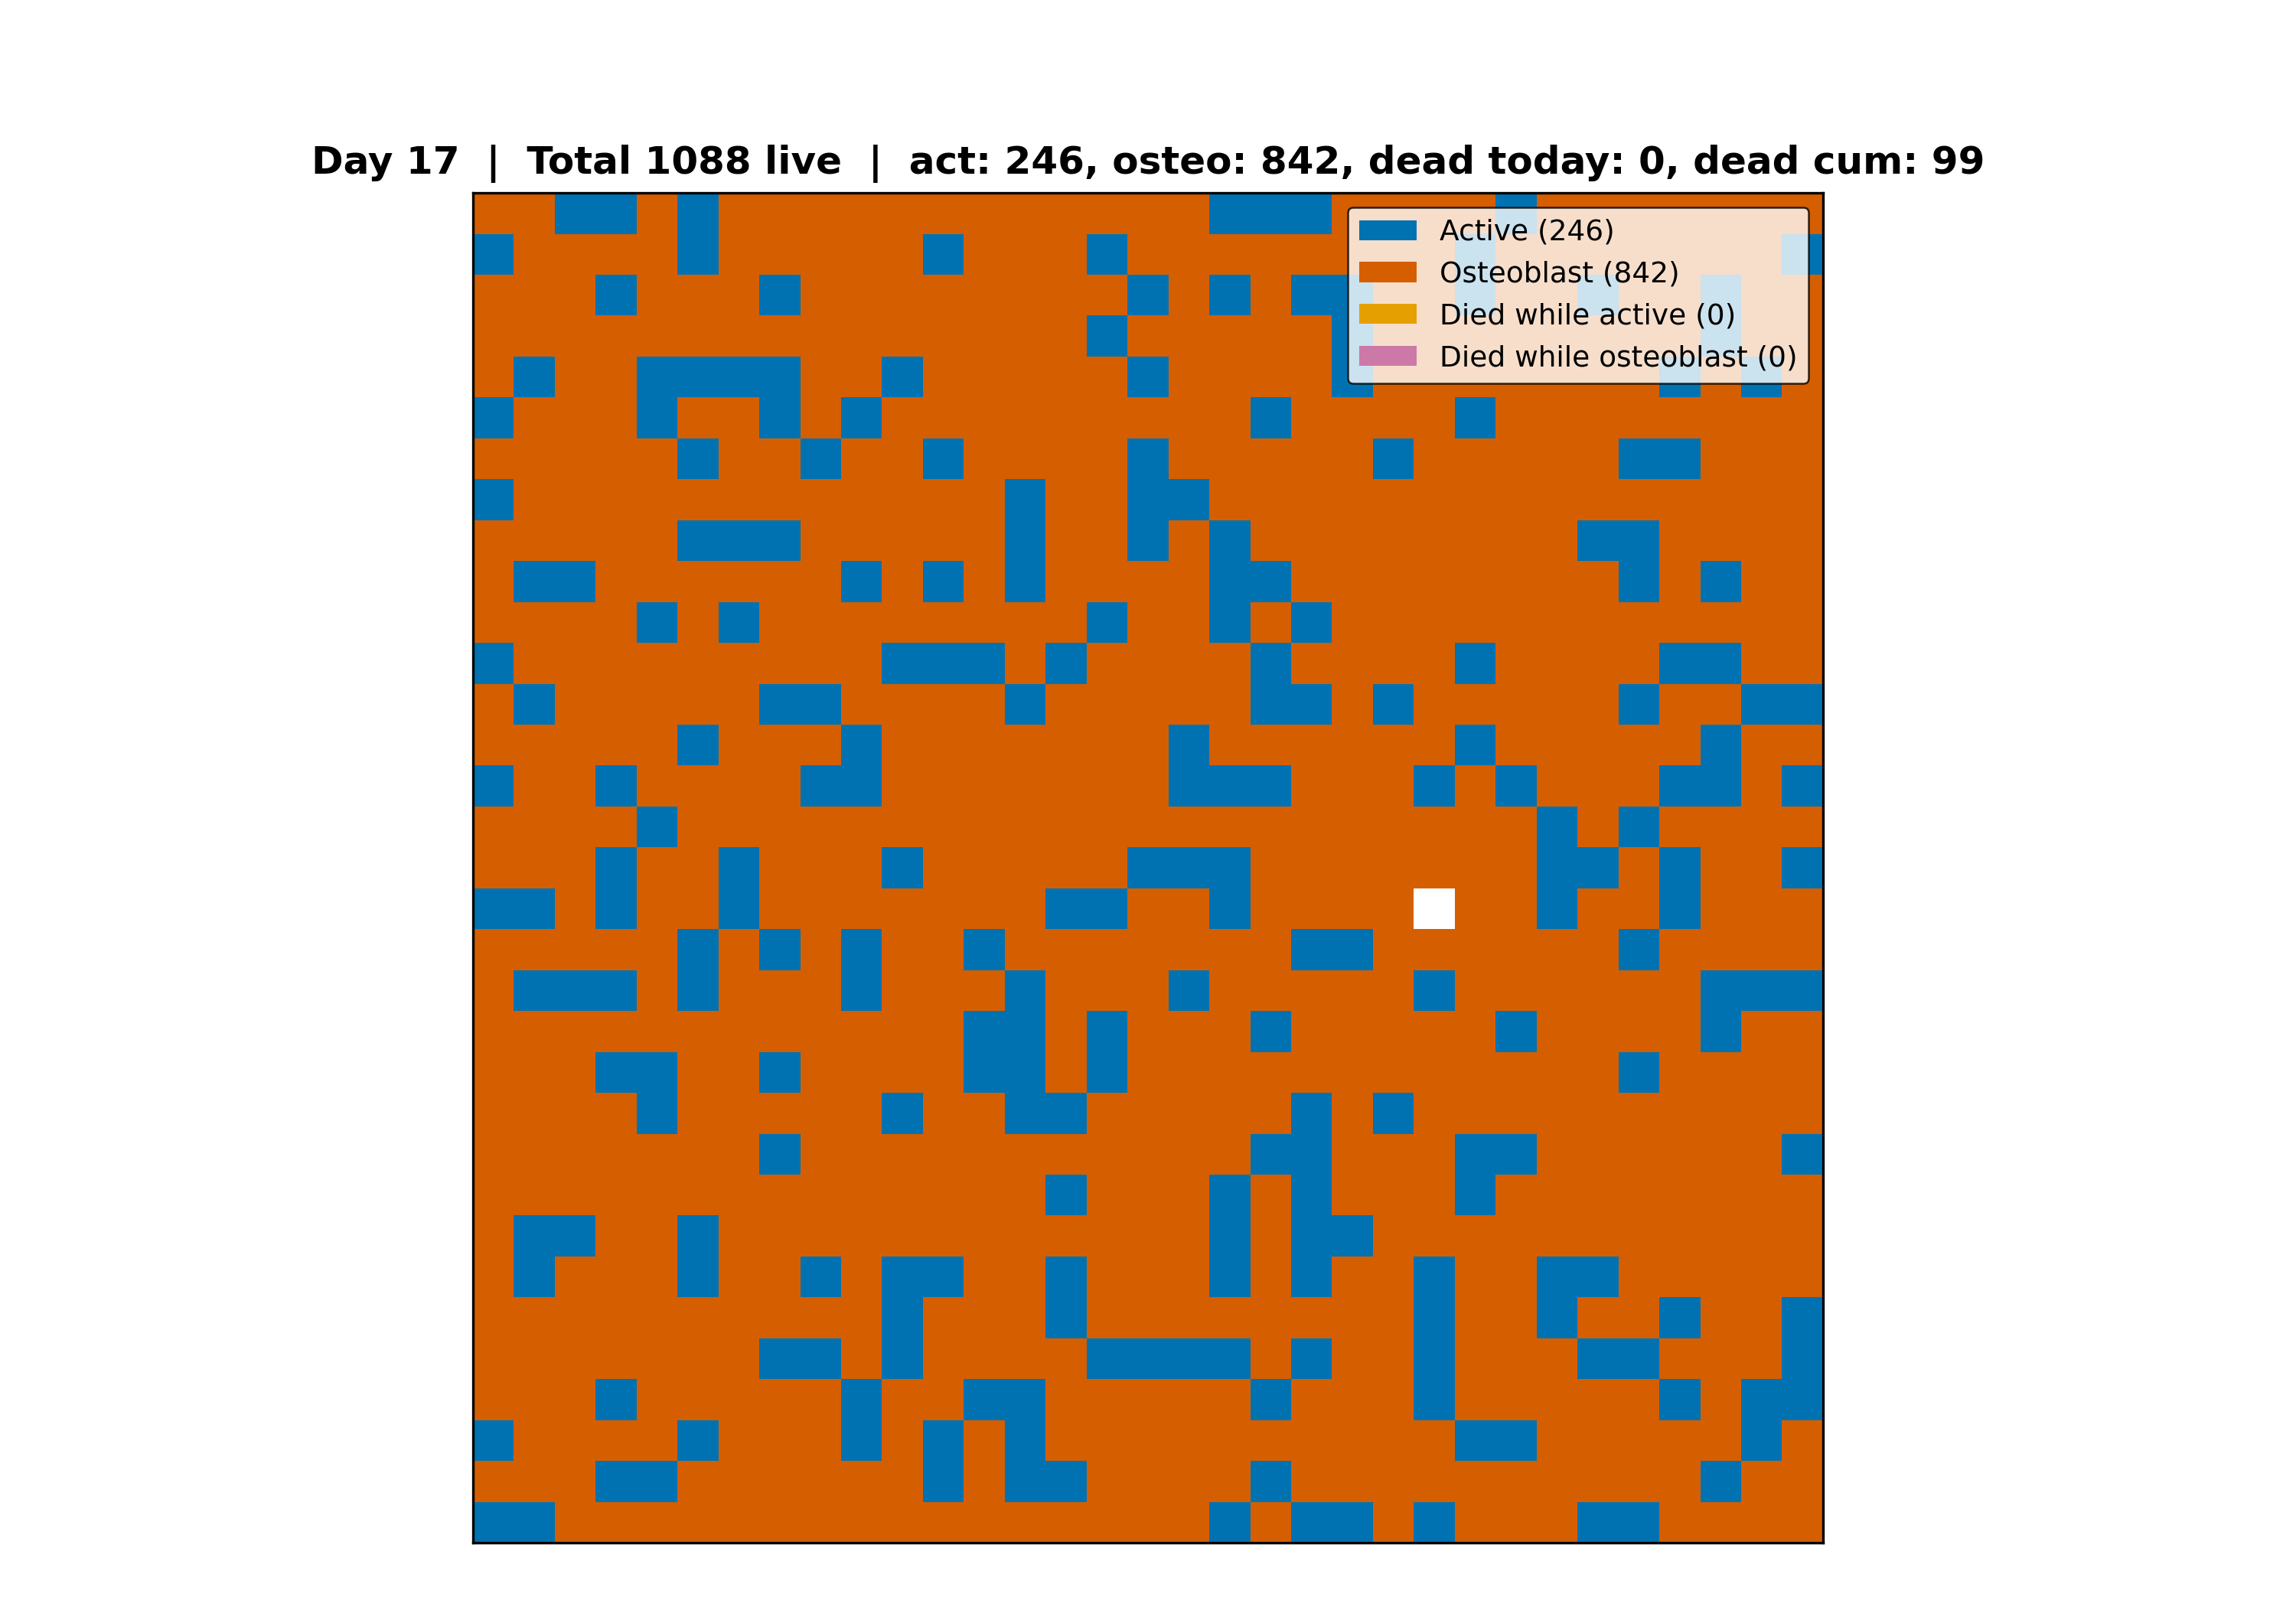 Day 17 | Total 1088 live | act: 246, osteo: 842, dead today: 0, dead cum: 99
Active (246)
Osteoblast (842)
Died while active (0)
Died while osteoblast (0)